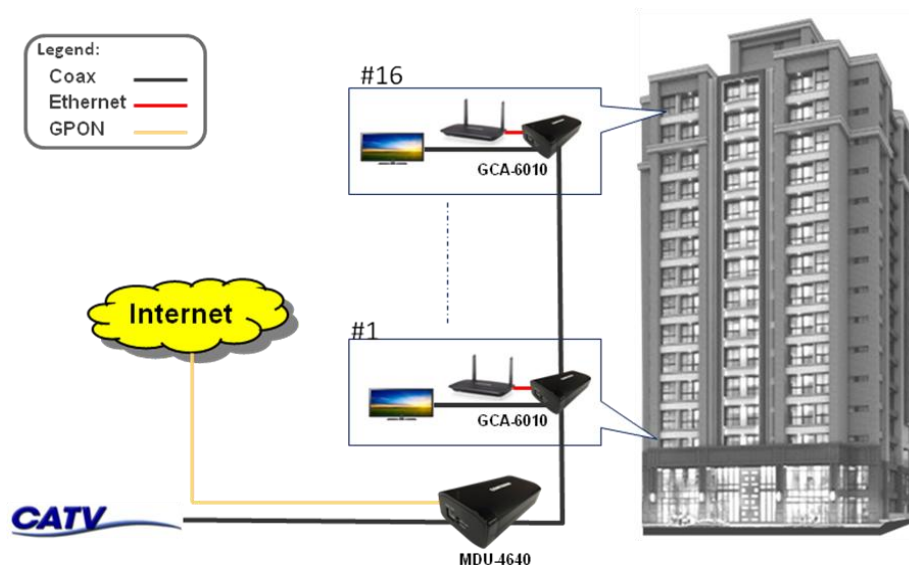 Legend:
Coax
Ethernet
GPON
#16
GCA-6010
Internet
#1
GCA-6010
CATV
MDU-4640